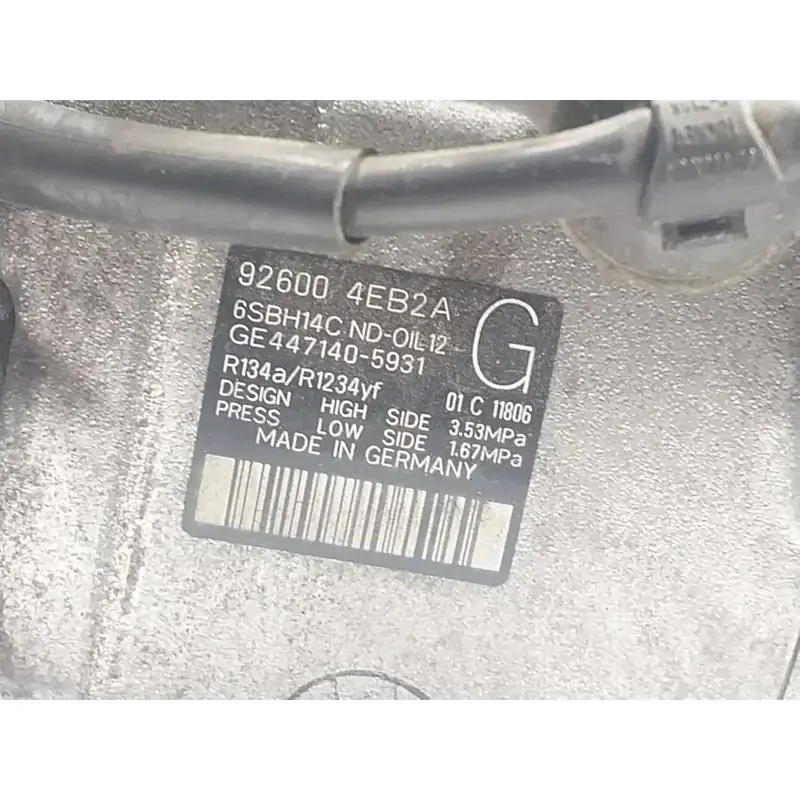 92600 4EB2A
G
6SBH14C ND-OIL12
GE447140-5931
R134a/R1234yf 01 C 11806
DESIGN HIGH SIDE 3.53MPa
PRESS LOW SIDE 1.67MPa
MADE IN GERMANY